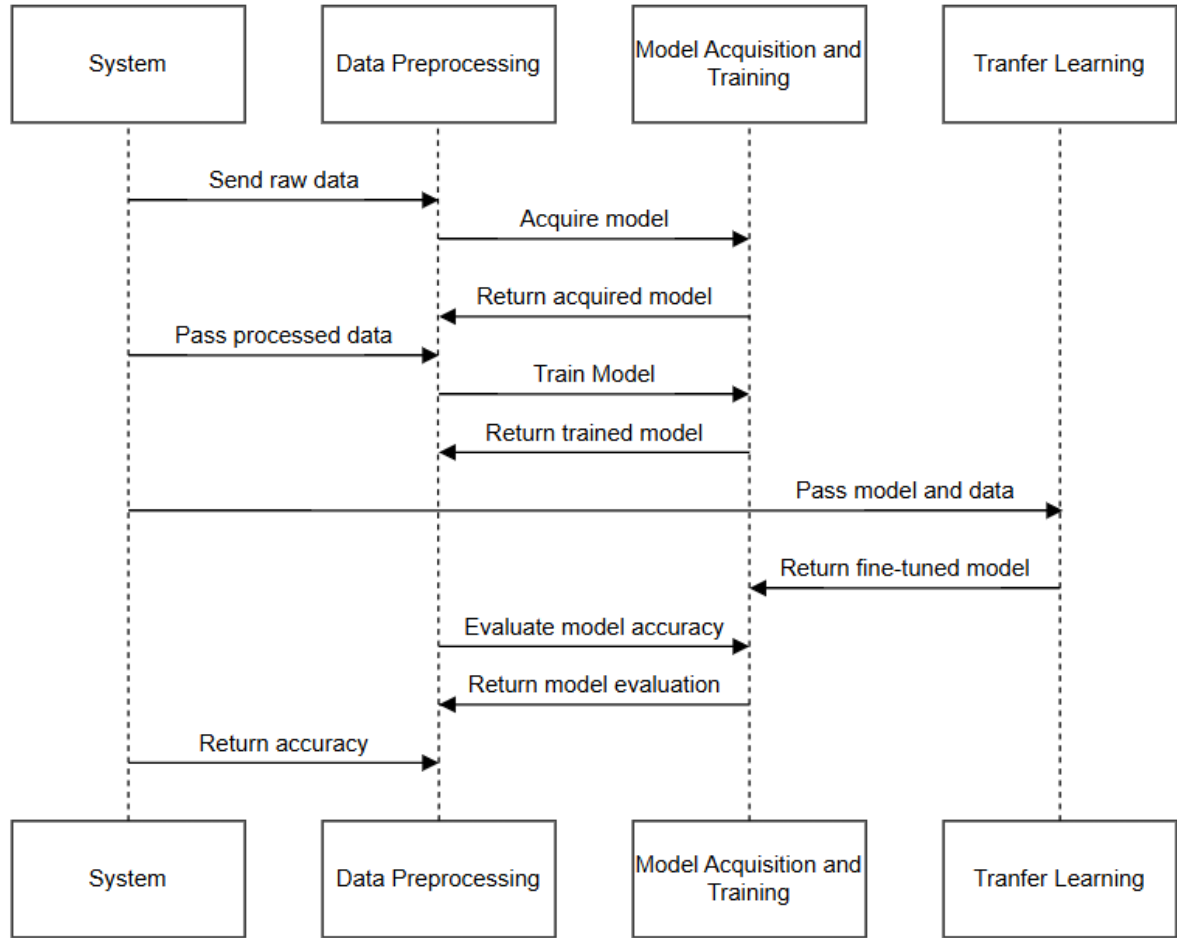 System
Data Preprocessing
Model Acquisition and
Training
Tranfer Learning
Send raw data
Acquire model
Return acquired model
Pass processed data
Train Model
Return trained model
Pass model and data
Return fine-tuned model
Evaluate model accuracy
Return model evaluation
Return accuracy
System
Data Preprocessing
Model Acquisition and
Training
Tranfer Learning